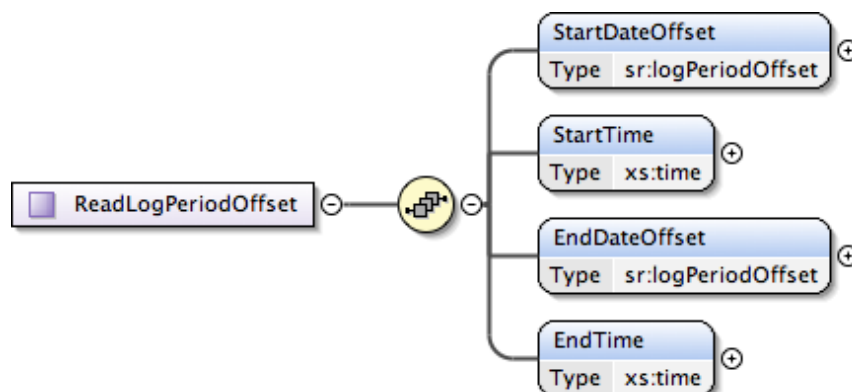 StartDateOffset
Type sr:logPeriodOffset
StartTime
Type xs:time
ReadLogPeriodOffset
EndDateOffset
Type sr:logPeriodOffset
EndTime
Type xs:time